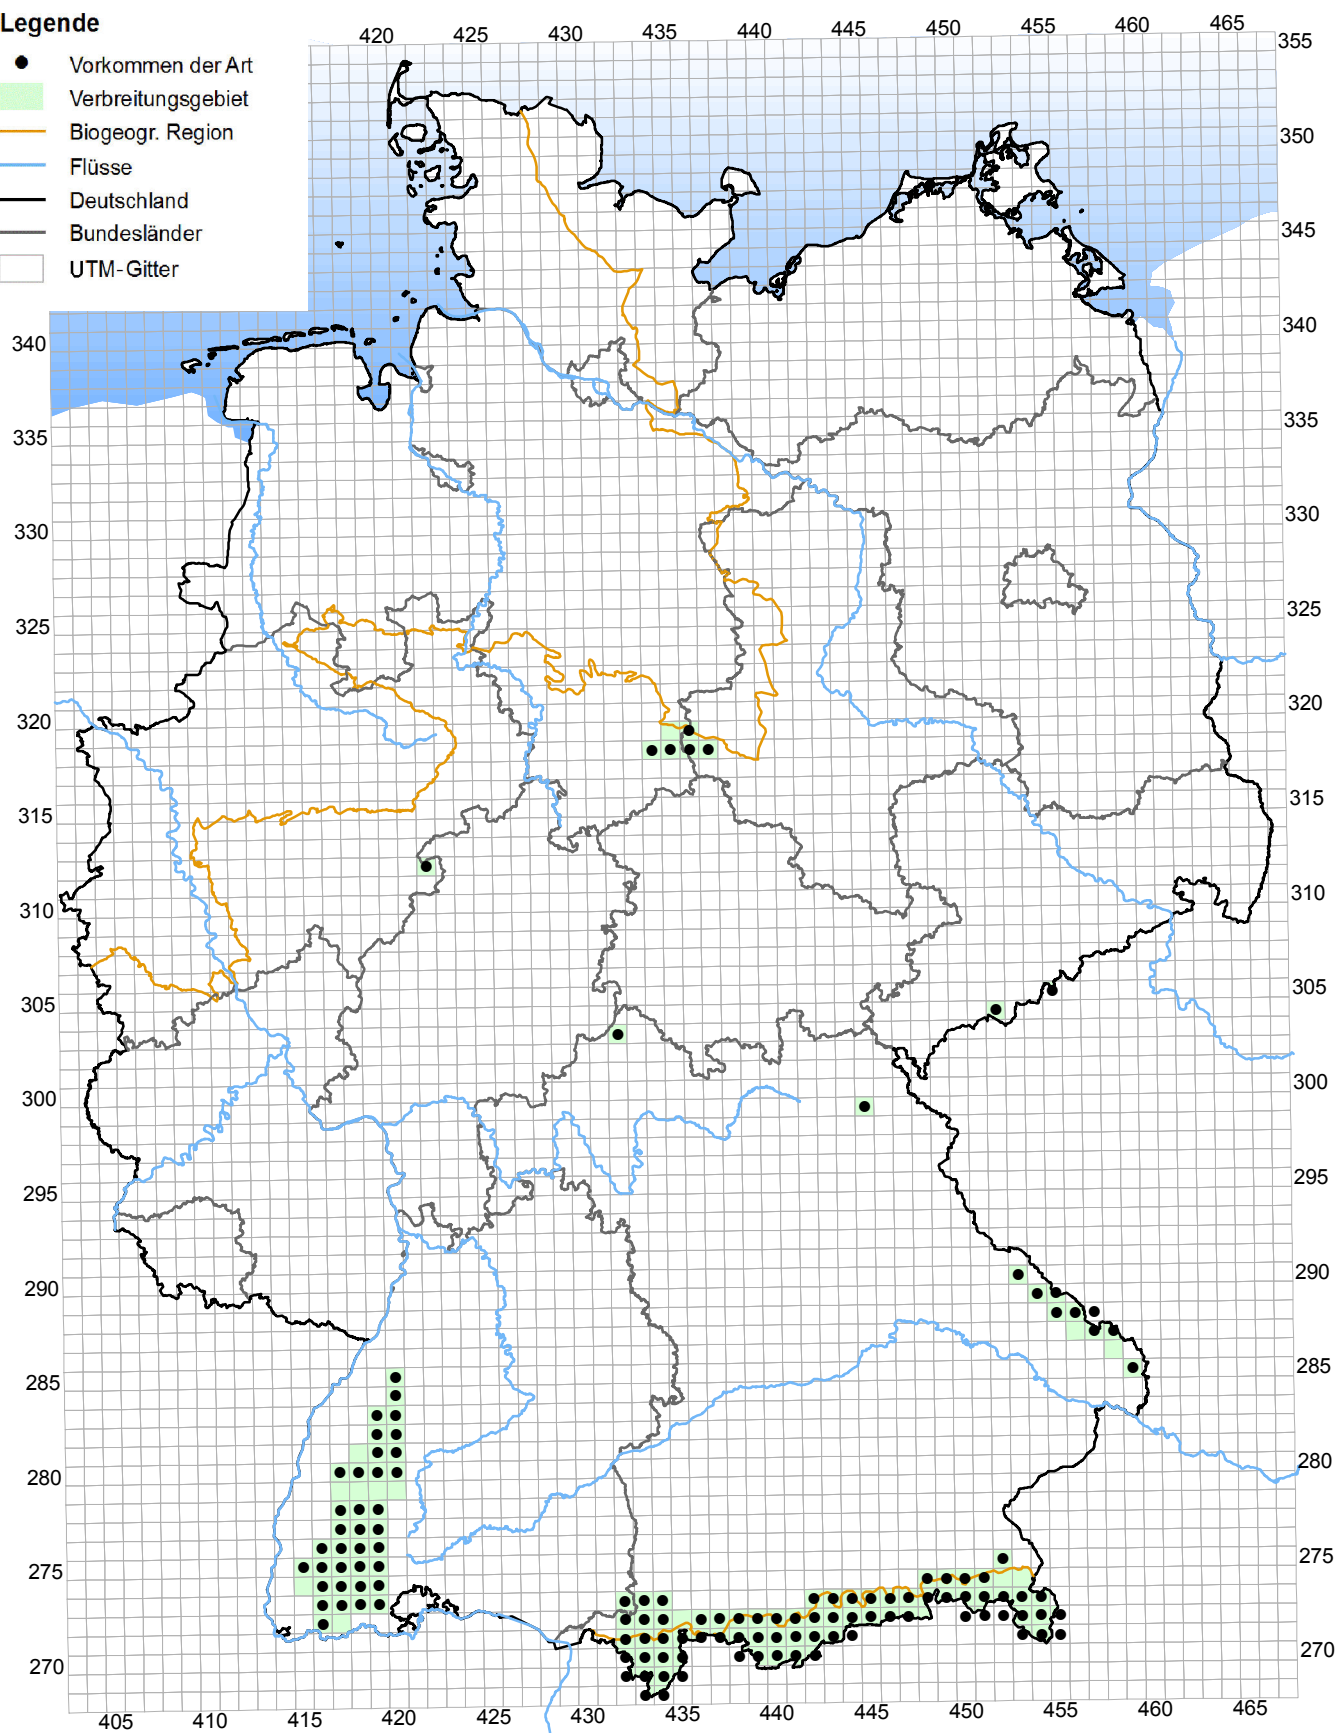 Legende
Vorkommen der Art
Verbreitungsgebiet
Biogeogr. Region
Flüsse
Deutschland
Bundesländer
UTM-Gitter
420 425 430 435 440 445 450 455 460 465
355
350
345
340 340
335 335
330 330
325 325
320 320
315 315
310 310
305 305
300 300
295 295
290 290
285 285
280 280
275 275
270 270
405 410 415 420 425 430 435 440 445 450 455 460 465